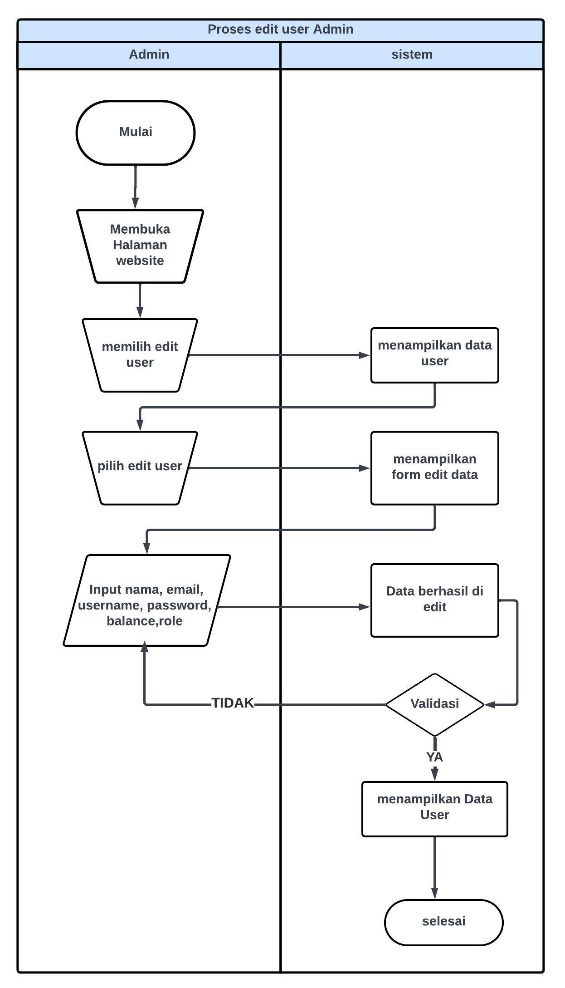 Proses edit user Admin
Admin
sistem
Mulai
Membuka
Halaman
website
memilih edit
user
menampilkan data
user
pilih edit user
menampilkan
form edit data
Input nama, email,
username, password,
balance,role
Data berhasil di
edit
Validasi
TIDAK
YA
menampilkan Data
User
selesai